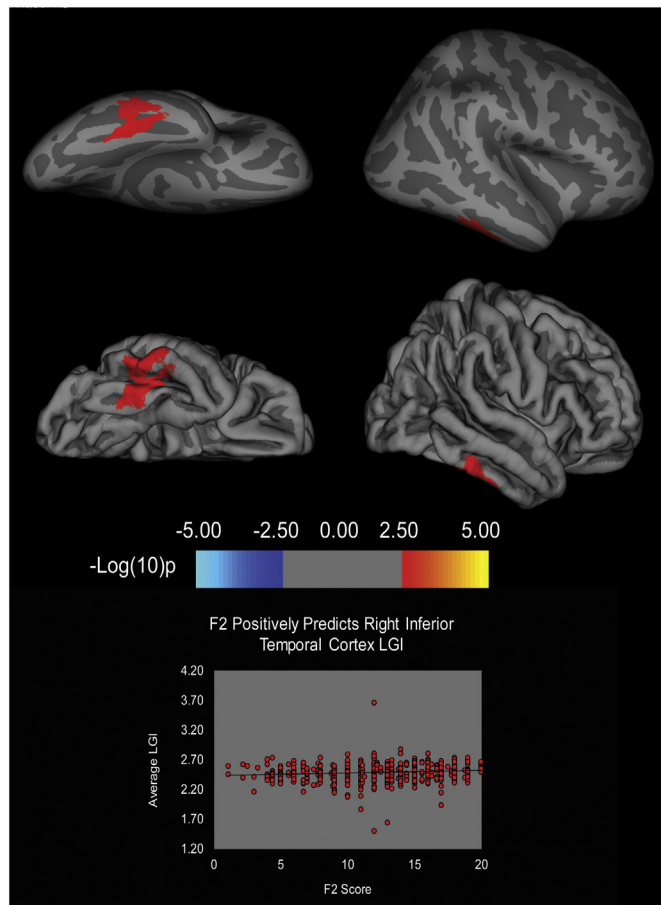 -5.00 -2.50 0.00 2.50 5.00
-Log(10)p
F2 Positively Predicts Right Inferior
Temporal Cortex LGI
4.20
3.70
3.20
2.70
2.20
1.70
1.20
Average LGI
0 5 10 15 20
F2 Score